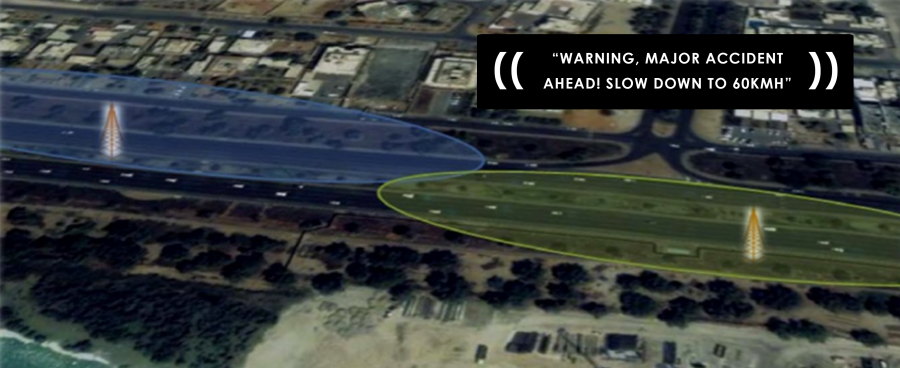 “WARNING, MAJOR ACCIDENT
AHEAD! SLOW DOWN TO 60KMH”